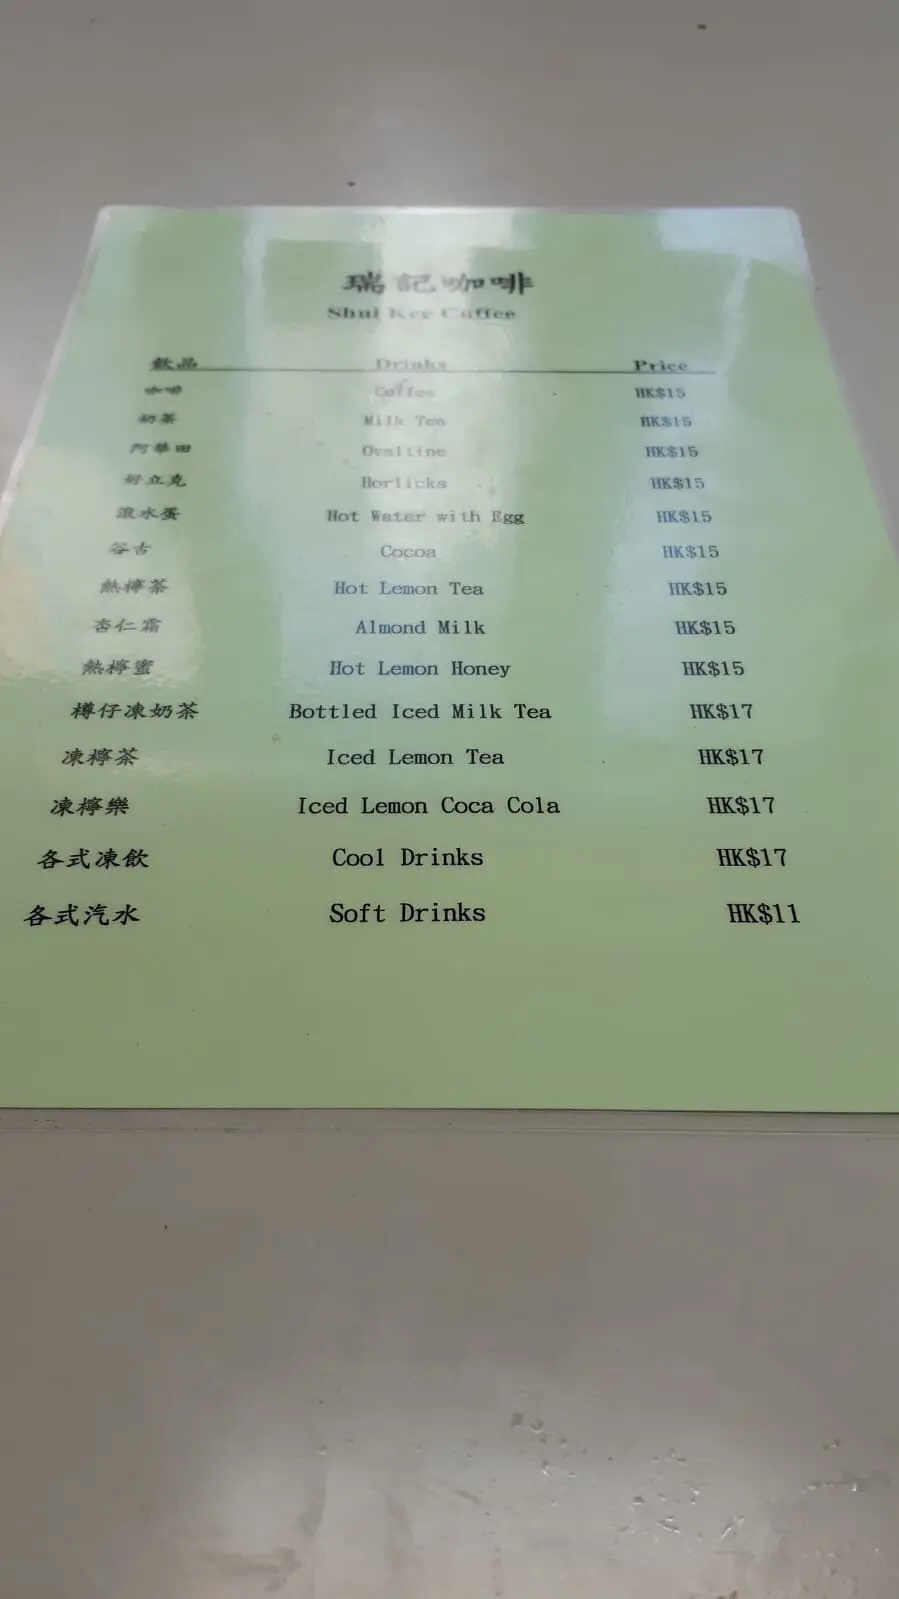 瑞記咖啡
Shui Kee Coffee
飲品 Drinks Price
咖啡 Coffee HK$15
奶茶 Milk Tea HK$15
阿華田 Ovaltine HK$15
好立克 Horlicks HK$15
滾水蛋 Hot Water with Egg HK$15
谷古 Cocoa HK$15
熱檸茶 Hot Lemon Tea HK$15
杏仁霜 Almond Milk HK$15
熱檸蜜 Hot Lemon Honey HK$15
樽仔凍奶茶 Bottled Iced Milk Tea HK$17
凍檸茶 Iced Lemon Tea HK$17
凍檸樂 Iced Lemon Coca Cola HK$17
各式凍飲 Cool Drinks HK$17
各式汽水 Soft Drinks HK$11